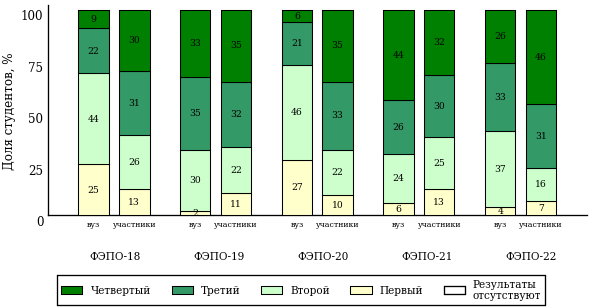 Доля студентов, %
100
75
50
25
0
9 30 33 35 6 35 44 32 26 46
22 31 35 32 21 33 26 30 33 31
44 26 30 22 46 22 24 25 37 16
25 13 2 11 27 10 6 13 4 7
вуз участники вуз участники вуз участники вуз участники вуз участники
ФЭПО-18 ФЭПО-19 ФЭПО-20 ФЭПО-21 ФЭПО-22
Четвертый Третий Второй Первый Результаты
отсутствуют